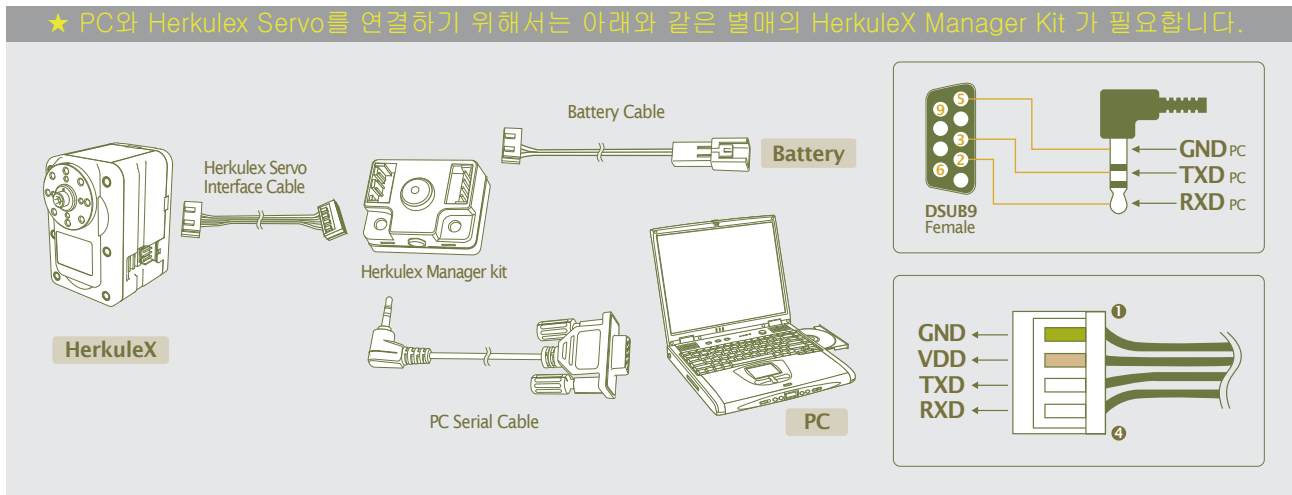 ★ PC와 Herkulex Servo를 연결하기 위해서는 아래와 같은 별매의 HerkuleX Manager Kit 가 필요합니다.
Battery Cable
Battery
Herkulex Servo
Interface Cable
Herkulex Manager kit
HerkuleX
PC Serial Cable
PC
5
9
3
2
6
DSUB9
Female
GND PC
TXD PC
RXD PC
❶
GND
VDD
TXD
RXD
❹